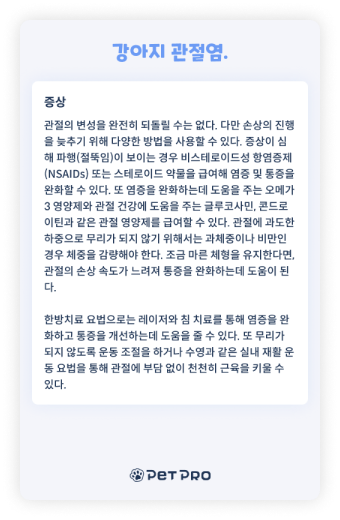 강아지 관절염.
증상
관절의 변성을 완전히 되돌릴 수는 없다. 다만 손상의 진행
을 늦추기 위해 다양한 방법을 사용할 수 있다. 증상이 심
해 파행(절뚝임)이 보이는 경우 비스테로이드성 항염증제
(NSAIDs) 또는 스테로이드 약물을 급여해 염증 및 통증을
완화할 수 있다. 또 염증을 완화하는데 도움을 주는 오메가
3 영양제와 관절 건강에 도움을 주는 글루코사민, 콘드로
이틴과 같은 관절 영양제를 급여할 수 있다. 관절에 과도한
하중으로 무리가 되지 않기 위해서는 과체중이나 비만인
경우 체중을 감량해야 한다. 조금 마른 체형을 유지한다면,
관절의 손상 속도가 느려져 통증을 완화하는데 도움이 된
다.
한방치료 요법으로는 레이저와 침 치료를 통해 염증을 완
화하고 통증을 개선하는데 도움을 줄 수 있다. 또 무리가
되지 않도록 운동 조절을 하거나 수영과 같은 실내 재활 운
동 요법을 통해 관절에 부담 없이 천천히 근육을 키울 수
있다.
PETPRO